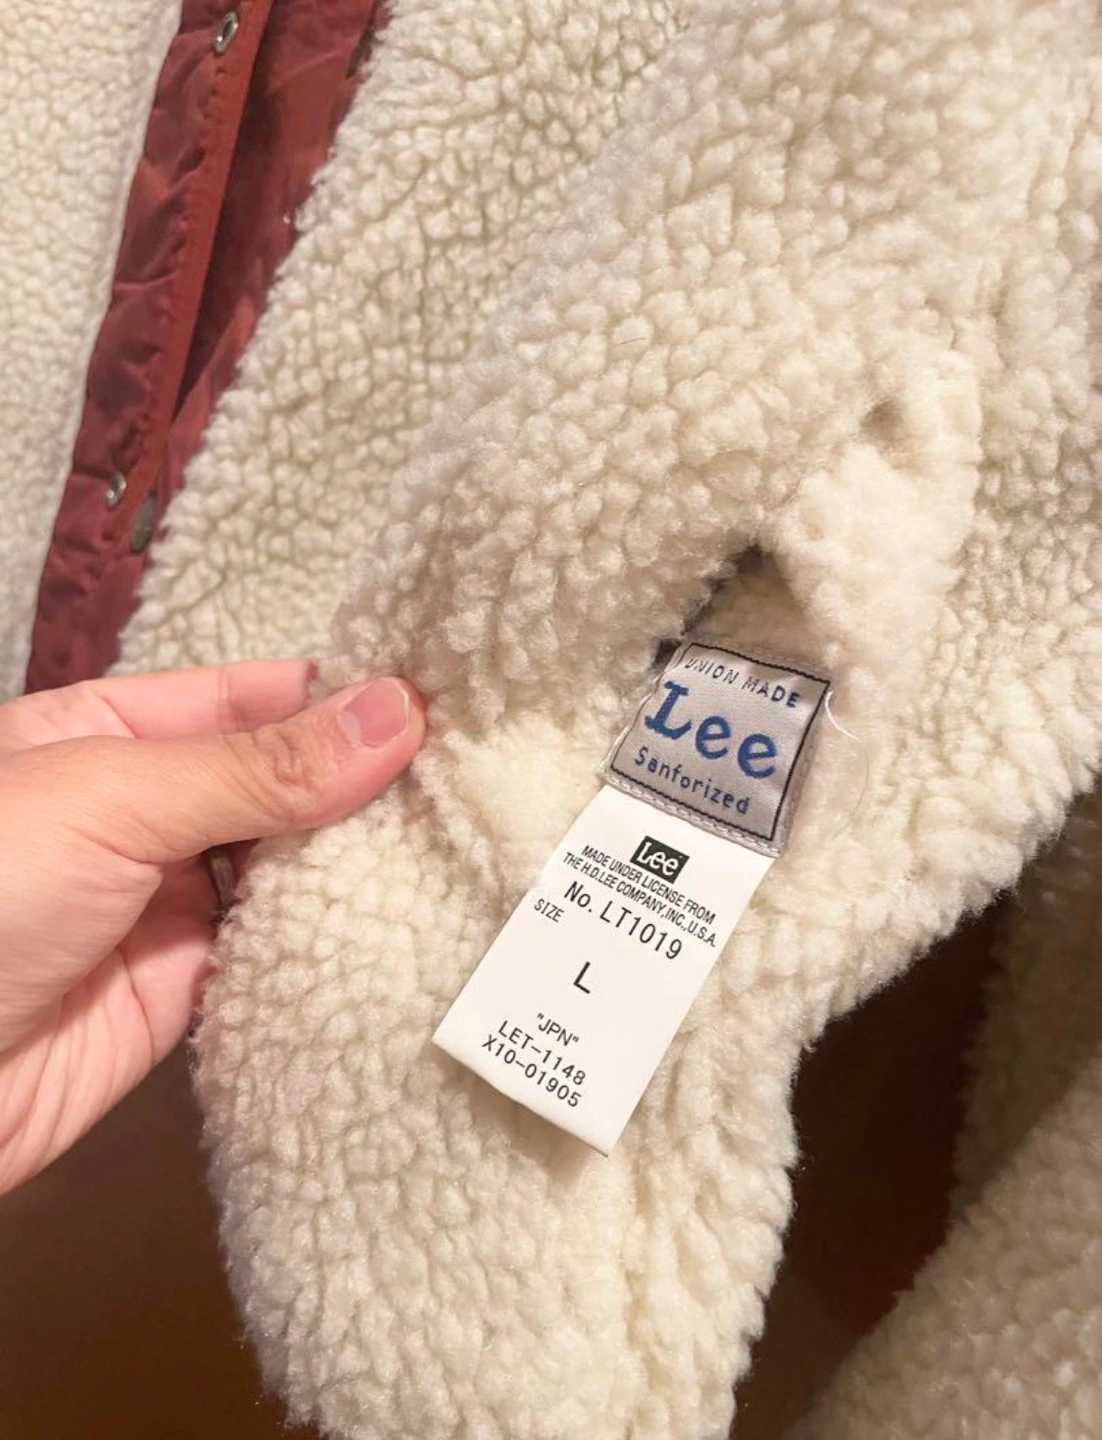 UNION MADE
Lee
Sanforized
Lee
MADE UNDER LICENSE FROM
THE H.D.LEE COMPANY,INC.,U.S.A.
No. LT1019
SIZE
L
"JPN"
LET-1148
X10-01905